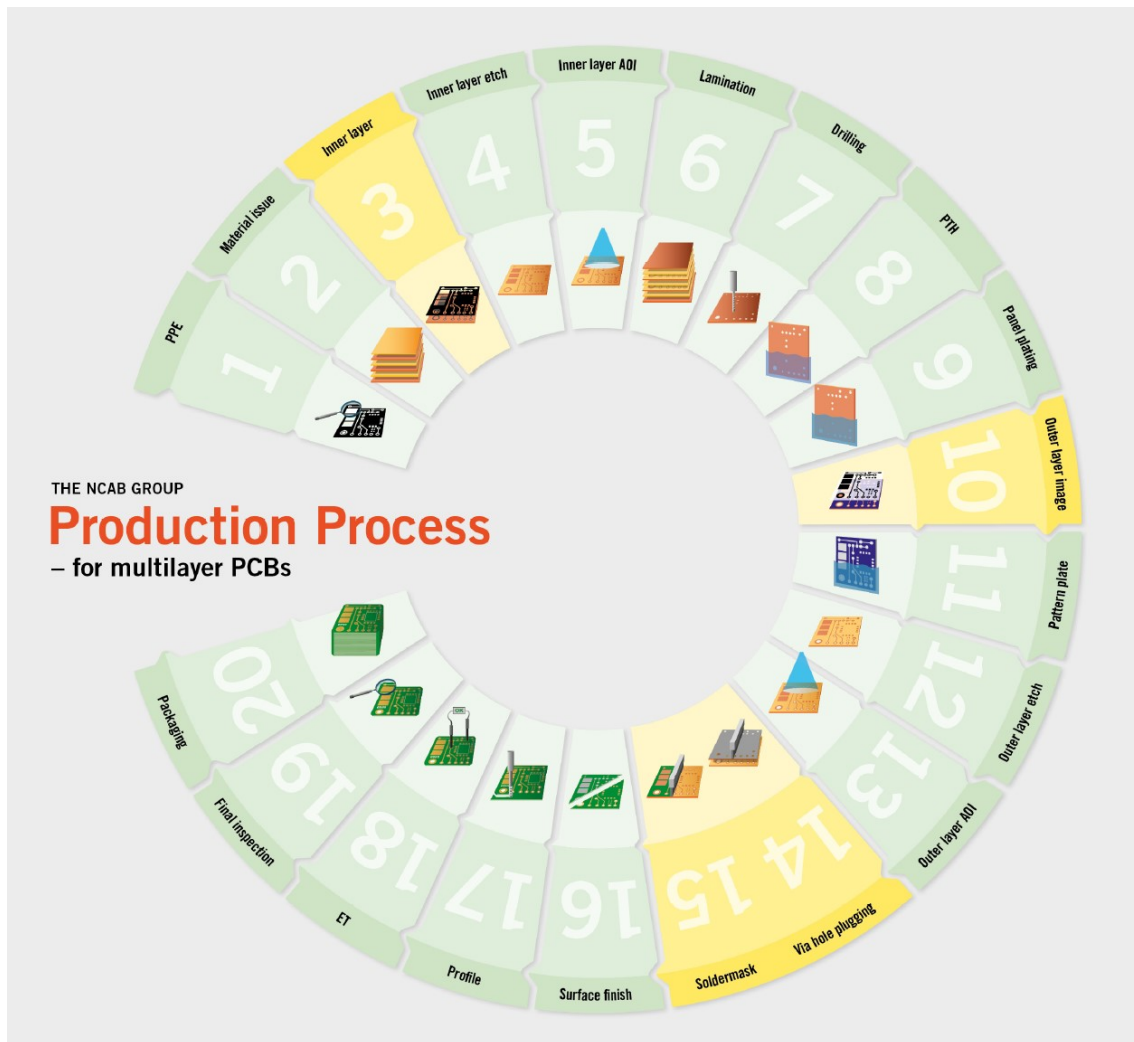 THE NCAB GROUP
Production Process
– for multilayer PCBs
PPE
1
Material issue
2
Inner layer
3
Inner layer etch
4
Inner layer AOI
5
Lamination
6
Drilling
7
PTH
8
Panel plating
9
Outer layer image
10
Pattern plate
11
Outer layer etch
12
Outer layer AOI
13
Via hole plugging
14
Soldermask
15
Surface finish
16
Profile
17
ET
18
Final inspection
19
Packaging
20